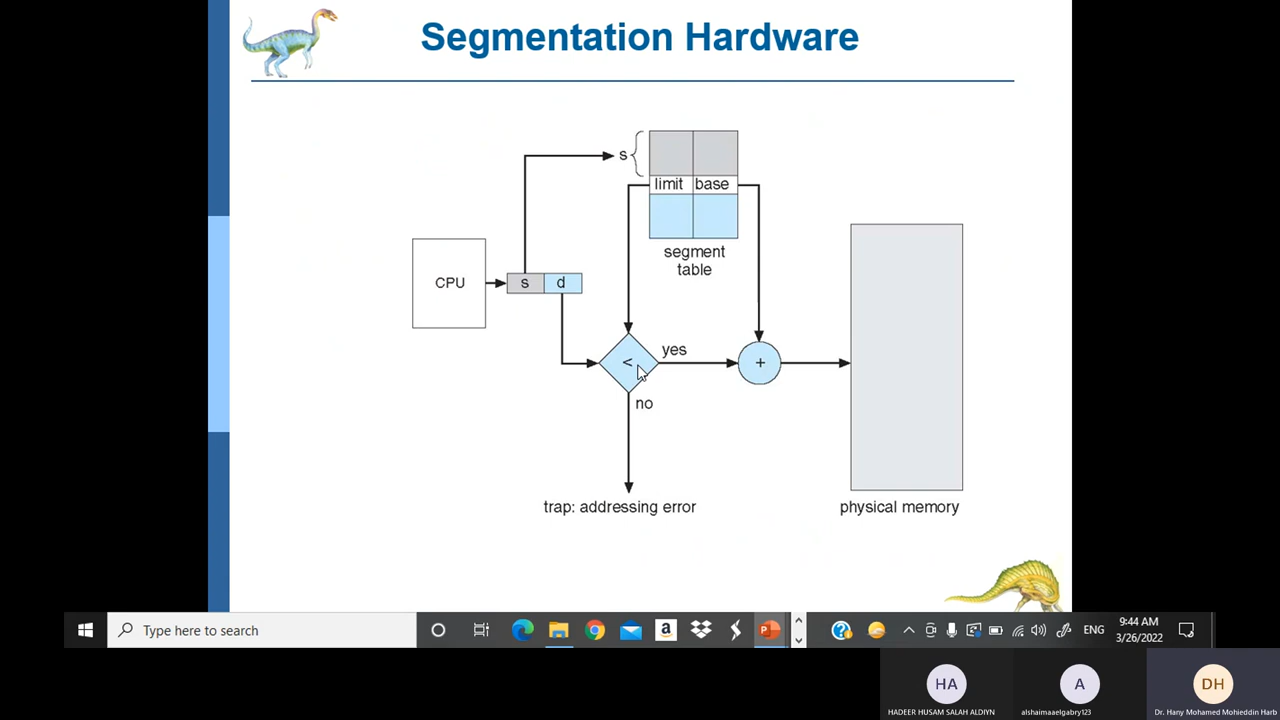 Segmentation Hardware
s
limit base
segment
table
CPU
s d
< yes +
no
trap: addressing error
physical memory
Type here to search
a
P
ENG
9:44 AM
3/26/2022
HA
A
DH
HADEER HUSAM SALAH ALDIYN
alshaimaaelgabry123
Dr. Hany Mohamed Mohieddin Harb